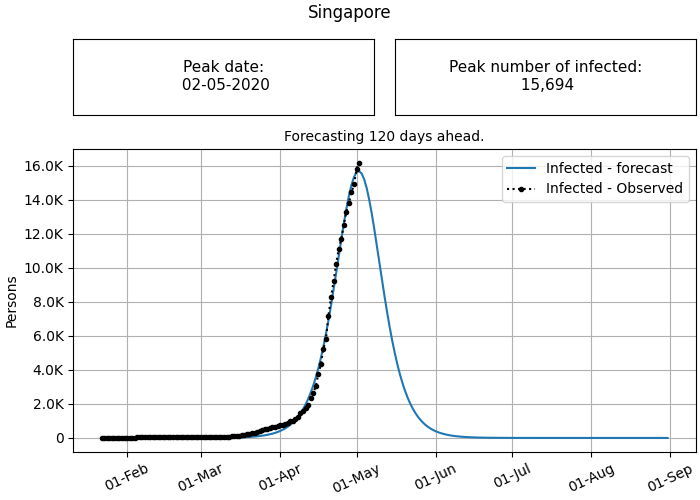 Singapore
Peak date:
02-05-2020
Peak number of infected:
15,694
Forecasting 120 days ahead.
Infected - forecast
Infected - Observed
Persons
16.0K
14.0K
12.0K
10.0K
8.0K
6.0K
4.0K
2.0K
0
01-Feb
01-Mar
01-Apr
01-May
01-Jun
01-Jul
01-Aug
01-Sep